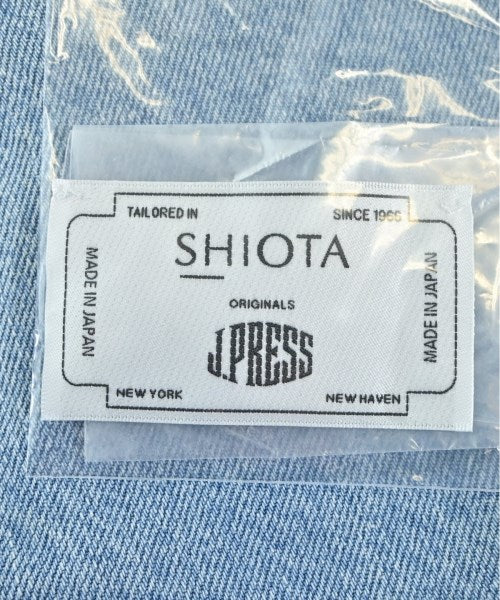 TAILORED IN SINCE 1966
SHIOTA
MADE IN JAPAN
MADE IN JAPAN
ORIGINALS
J.PRESS
NEW YORK NEW HAVEN